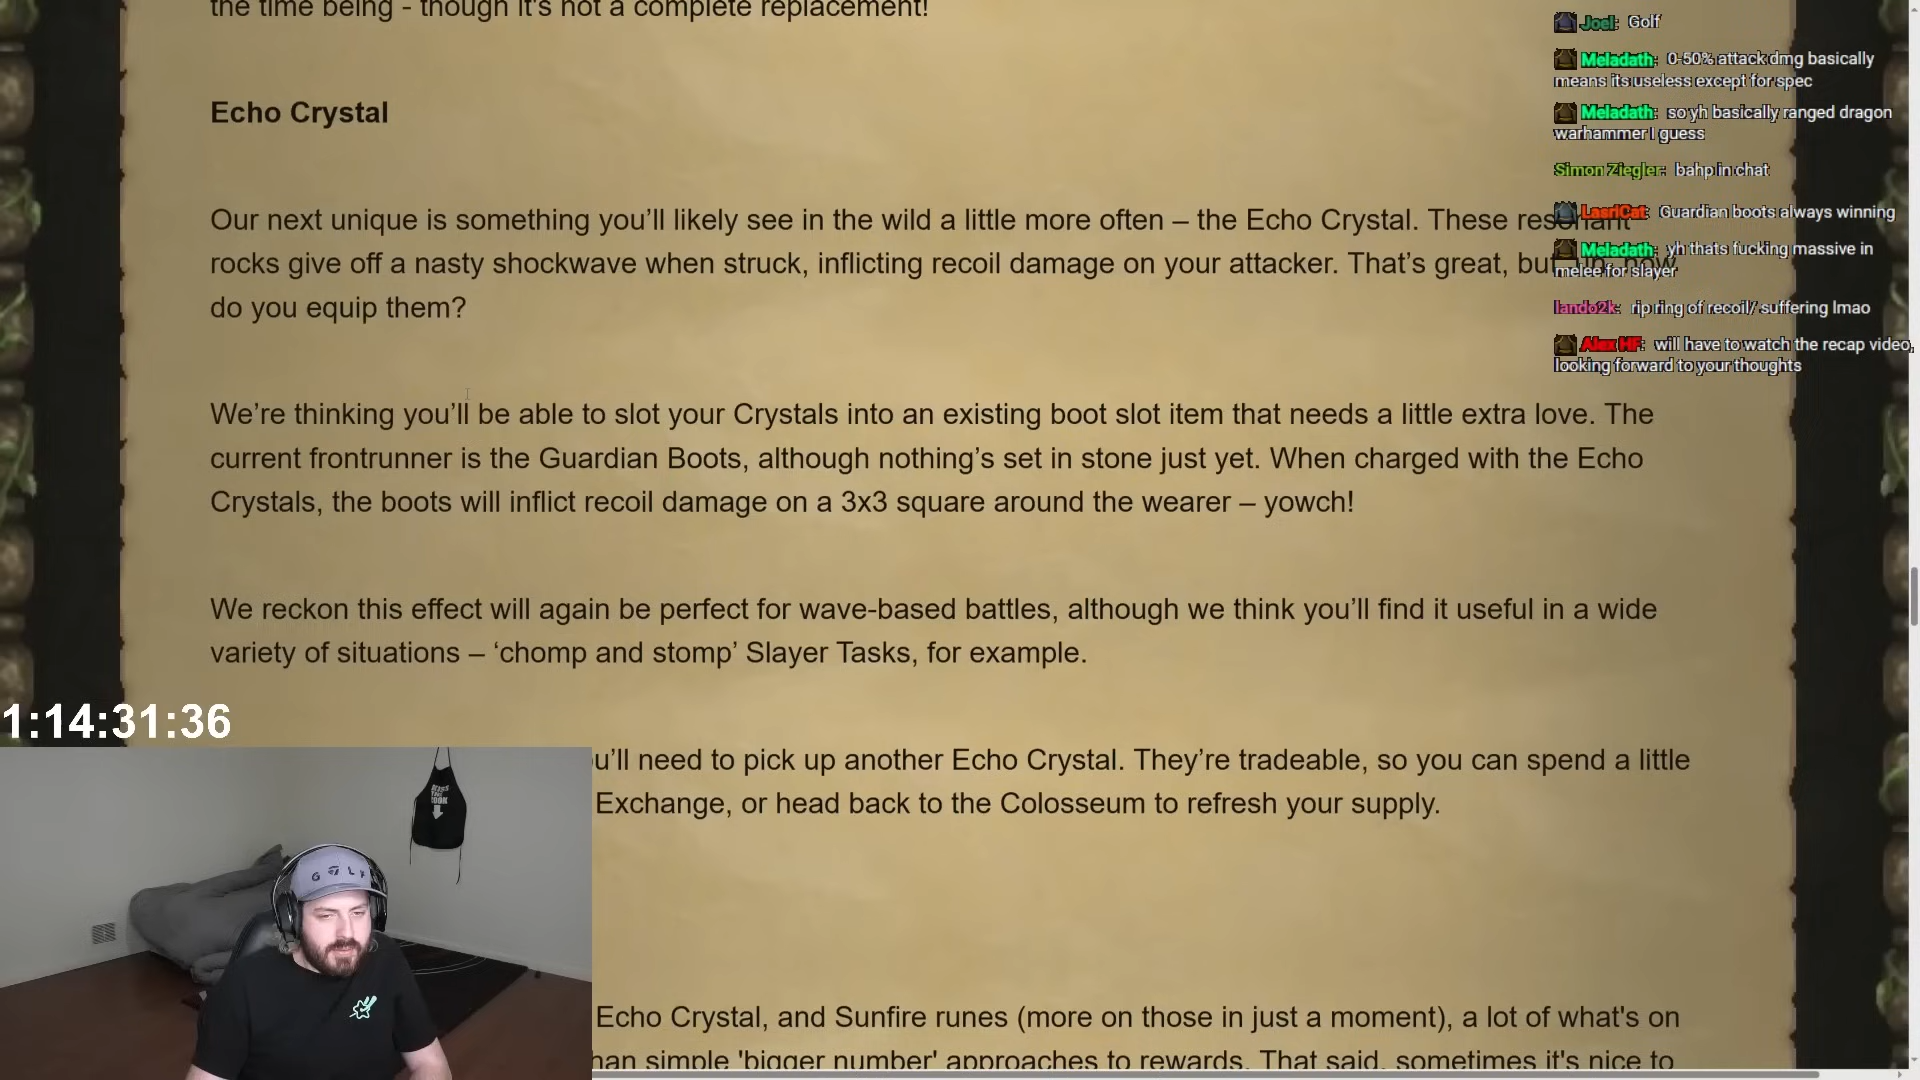 the time being - though it's not a complete replacement!
Echo Crystal
Our next unique is something you’ll likely see in the wild a little more often – the Echo Crystal. These resonant
rocks give off a nasty shockwave when struck, inflicting recoil damage on your attacker. That’s great, but
do you equip them?
We’re thinking you’ll be able to slot your Crystals into an existing boot slot item that needs a little extra love. The
current frontrunner is the Guardian Boots, although nothing’s set in stone just yet. When charged with the Echo
Crystals, the boots will inflict recoil damage on a 3x3 square around the wearer – yowch!
We reckon this effect will again be perfect for wave-based battles, although we think you’ll find it useful in a wide
variety of situations – ‘chomp and stomp’ Slayer Tasks, for example.
u’ll need to pick up another Echo Crystal. They’re tradeable, so you can spend a little
Exchange, or head back to the Colosseum to refresh your supply.
Echo Crystal, and Sunfire runes (more on those in just a moment), a lot of what's on
han simple 'bigger number' approaches to rewards. That said, sometimes it's nice to
Joel: Golf
Meladath: 0-50% attack dmg basically
means its useless except for spec
Meladath: so yh basically ranged dragon
warhammer I guess
Simon Ziegler: bahp in chat
LasriCat: Guardian boots always winning
Meladath: yh thats fucking massive in
melee for slayer
lando2k: rip ring of recoil/ suffering lmao
Alex HF: will have to watch the recap video,
looking forward to your thoughts
1:14:31:36
KISS
THE
COOK
GOLF